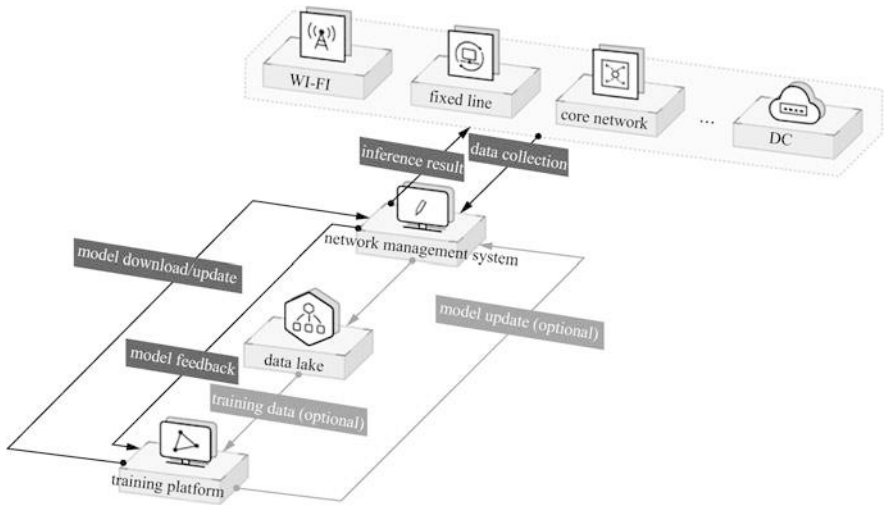 WI-FI
fixed line
core network
...
DC
inference result
data collection
network management system
model download/update
model update (optional)
data lake
model feedback
training data (optional)
training platform